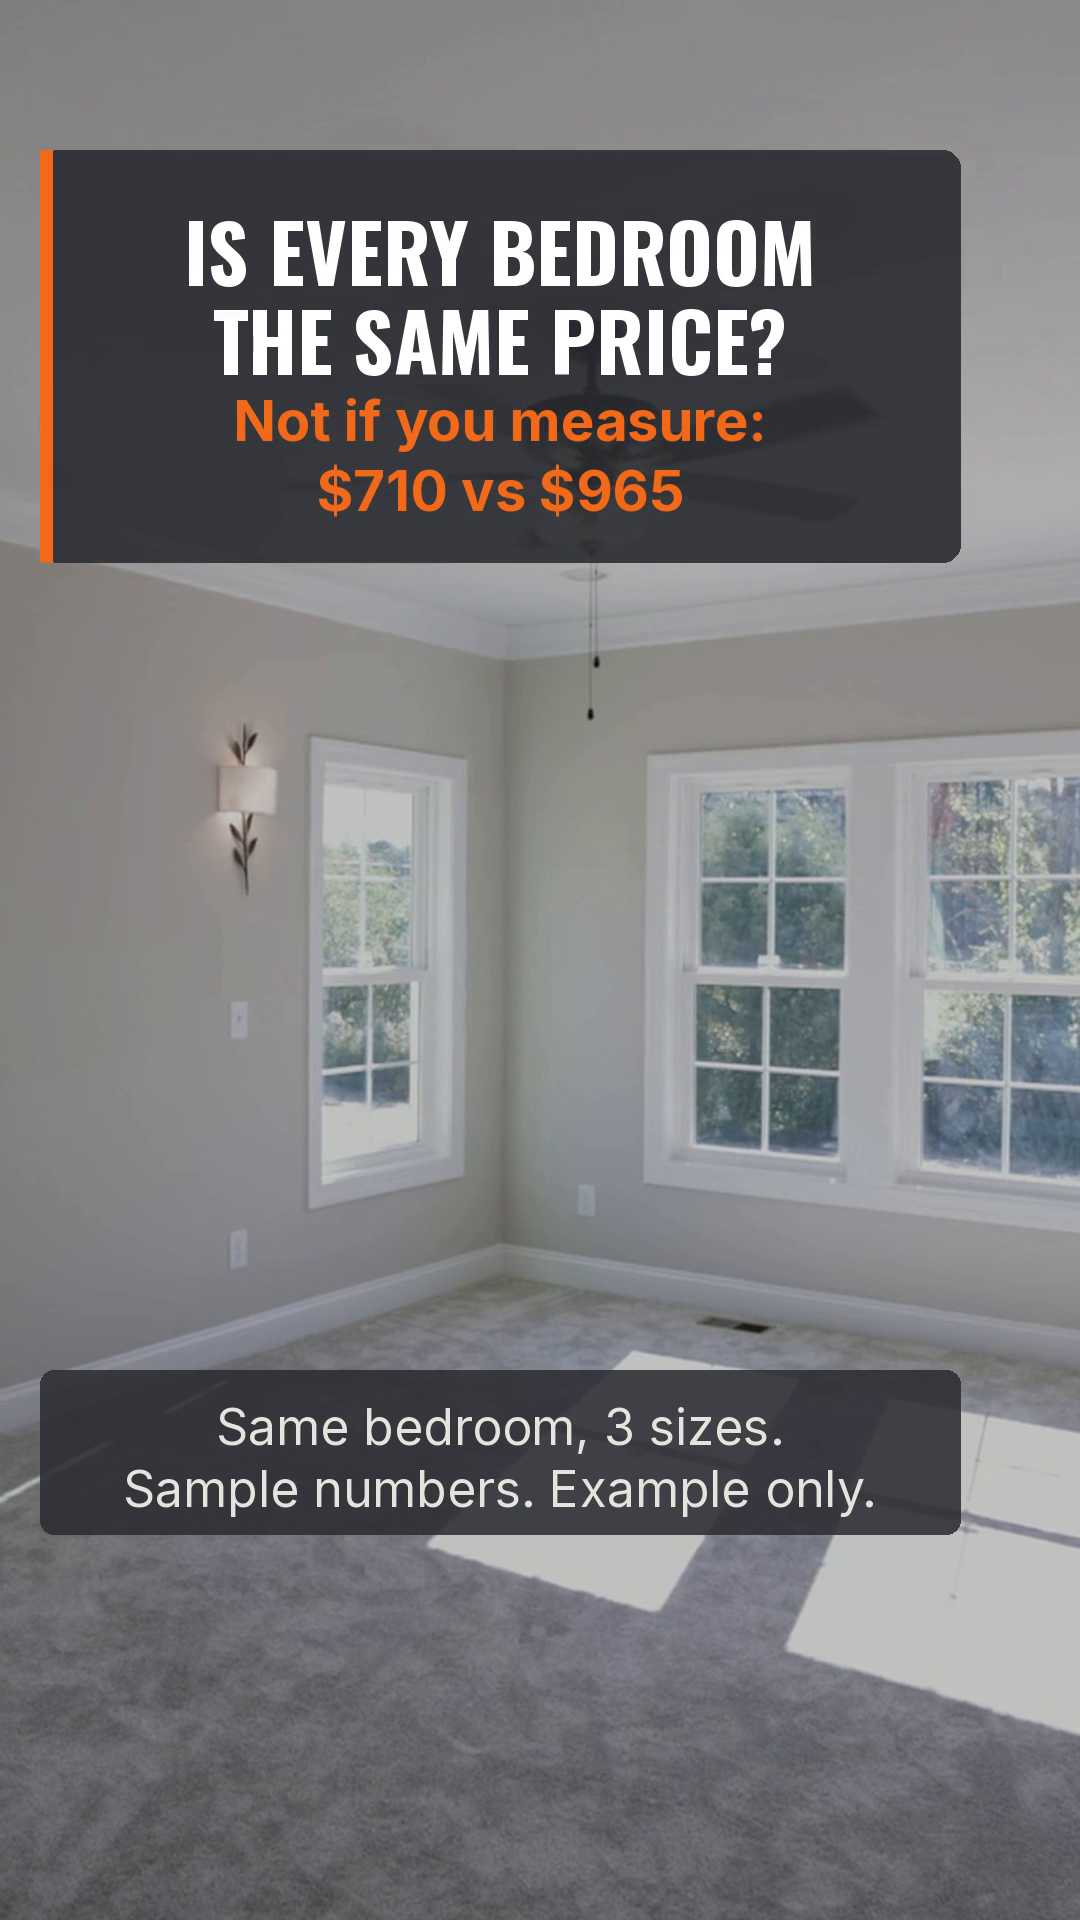 IS EVERY BEDROOM
THE SAME PRICE?
Not if you measure:
$710 vs $965
Same bedroom, 3 sizes.
Sample numbers. Example only.